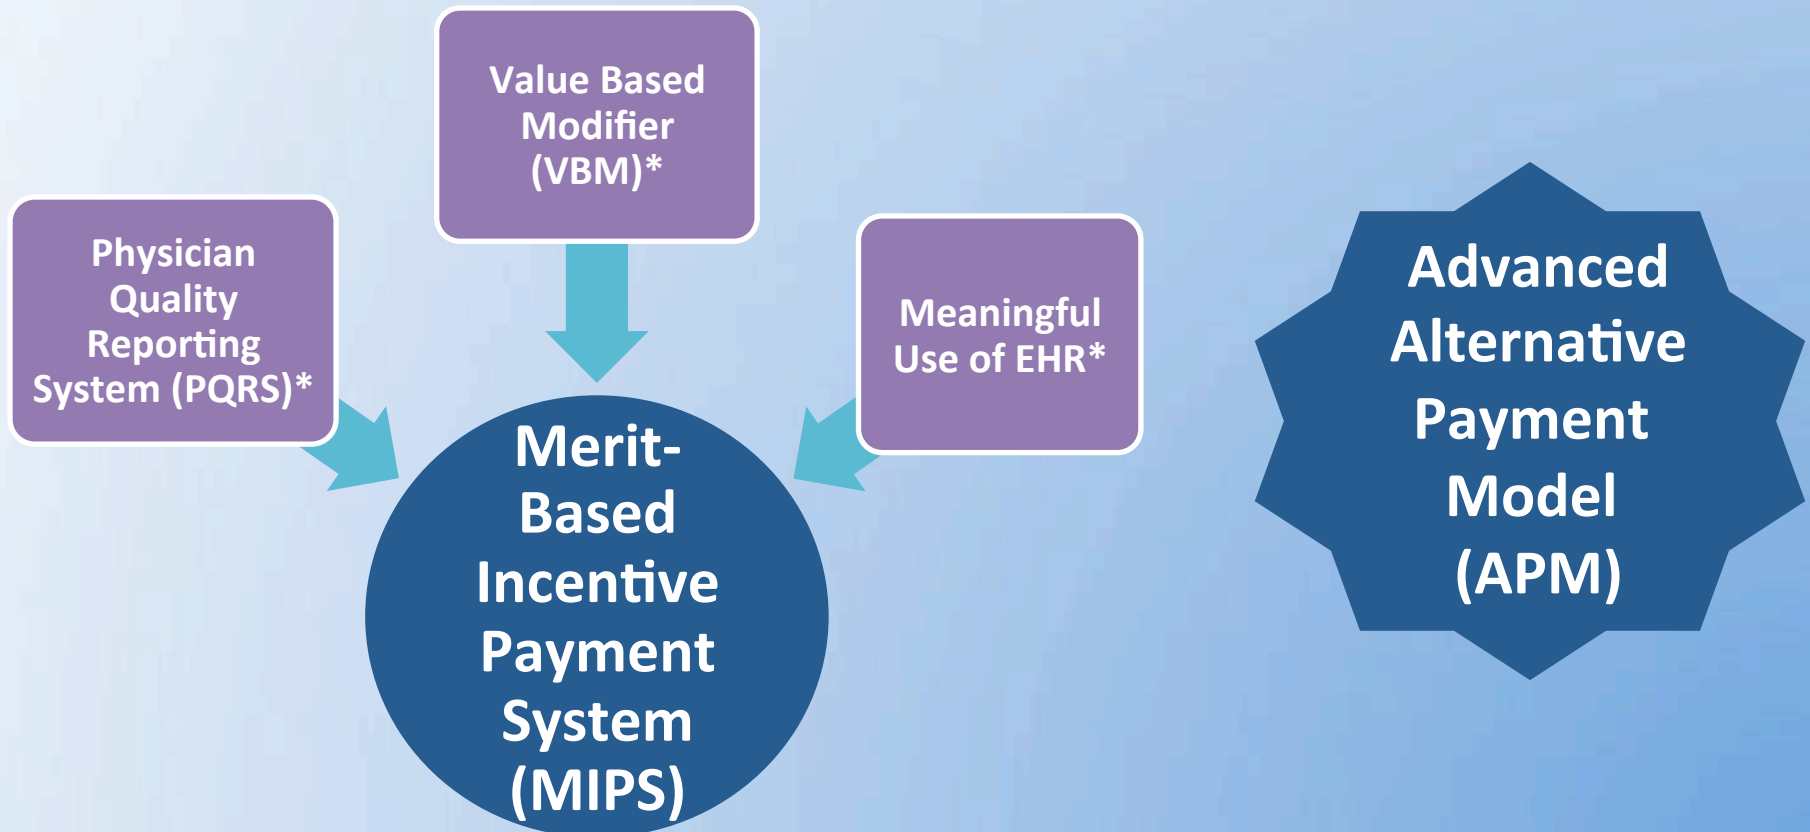 Value Based
Modifier
(VBM)*
Physician
Quality
Reporting
System (PQRS)*
Meaningful
Use of EHR*
Merit-
Based
Incentive
Payment
System
(MIPS)
Advanced
Alternative
Payment
Model
(APM)